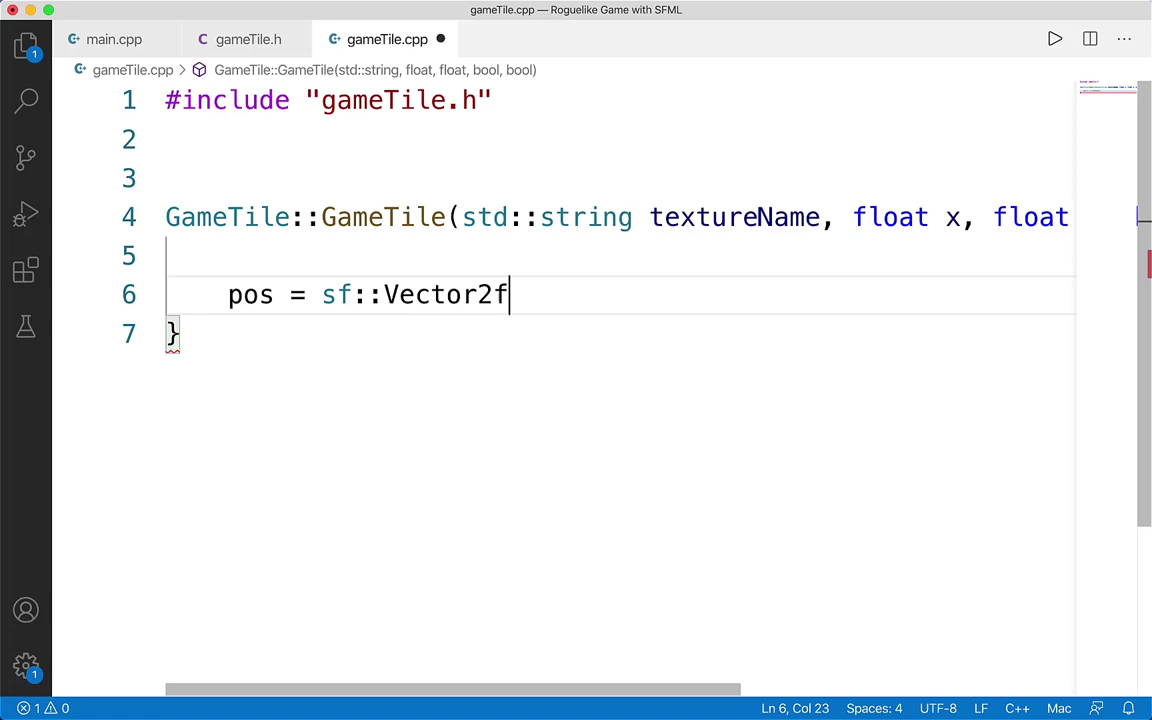 gameTile.cpp — Roguelike Game with SFML
main.cpp
gameTile.h
gameTile.cpp
gameTile.cpp > GameTile::GameTile(std::string, float, float, bool, bool)
1 #include "gameTile.h"
2
3
4 GameTile::GameTile(std::string textureName, float x, float
5
6 pos = sf::Vector2f
7 }
1
1
1 0
Ln 6, Col 23
Spaces: 4
UTF-8
LF
C++
Mac